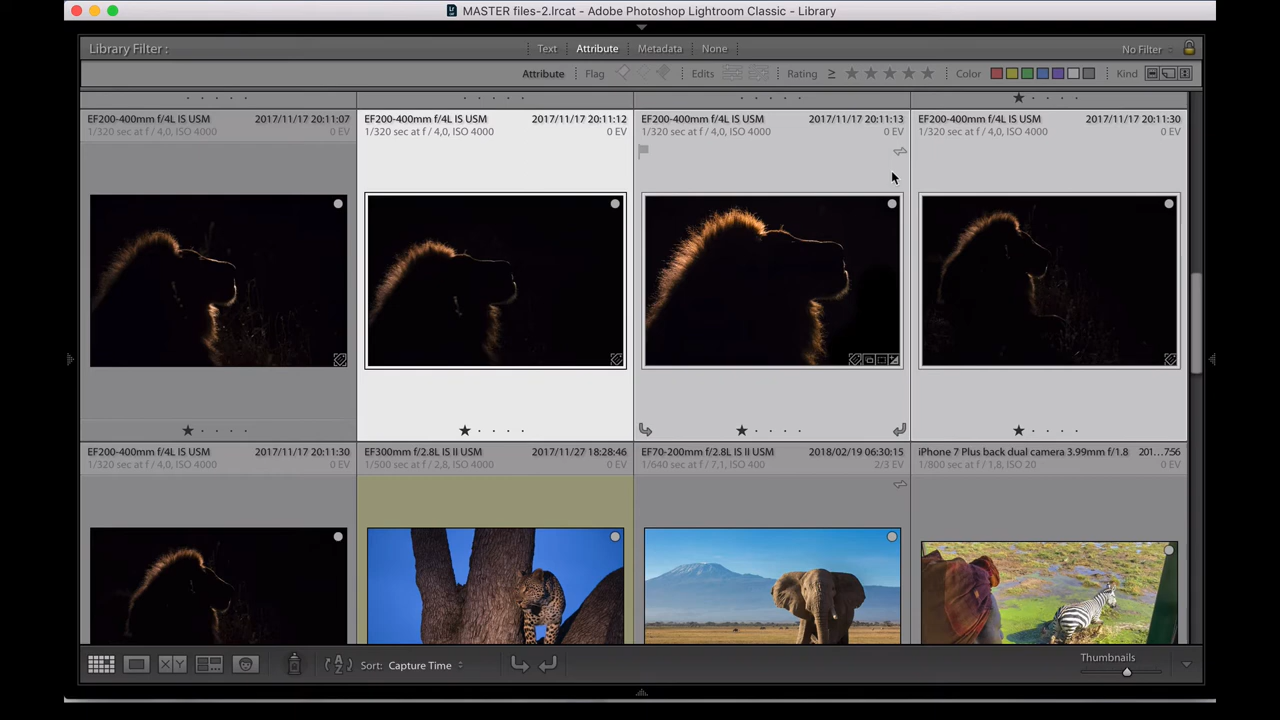 MASTER files-2.lrcat - Adobe Photoshop Lightroom Classic - Library
Library Filter : Text Attribute Metadata None No Filter
Attribute Flag Edits Rating ≥ ★ ★ ★ ★ ★ Color Kind
EF200-400mm f/4L IS USM 2017/11/17 20:11:07
1/320 sec at f / 4,0, ISO 4000 0 EV
EF200-400mm f/4L IS USM 2017/11/17 20:11:12
1/320 sec at f / 4,0, ISO 4000 0 EV
EF200-400mm f/4L IS USM 2017/11/17 20:11:13
1/320 sec at f / 4,0, ISO 4000 0 EV
EF200-400mm f/4L IS USM 2017/11/17 20:11:30
1/320 sec at f / 4,0, ISO 4000 0 EV
EF200-400mm f/4L IS USM 2017/11/17 20:11:30
1/320 sec at f / 4,0, ISO 4000 0 EV
EF300mm f/2.8L IS II USM 2017/11/27 18:28:46
1/500 sec at f / 2,8, ISO 4000 0 EV
EF70-200mm f/2.8L IS II USM 2018/02/19 06:30:15
1/640 sec at f / 7,1, ISO 400 2/3 EV
iPhone 7 Plus back dual camera 3.99mm f/1.8 201...7:56
1/800 sec at f / 1,8, ISO 20 0 EV
XY Sort: Capture Time Thumbnails